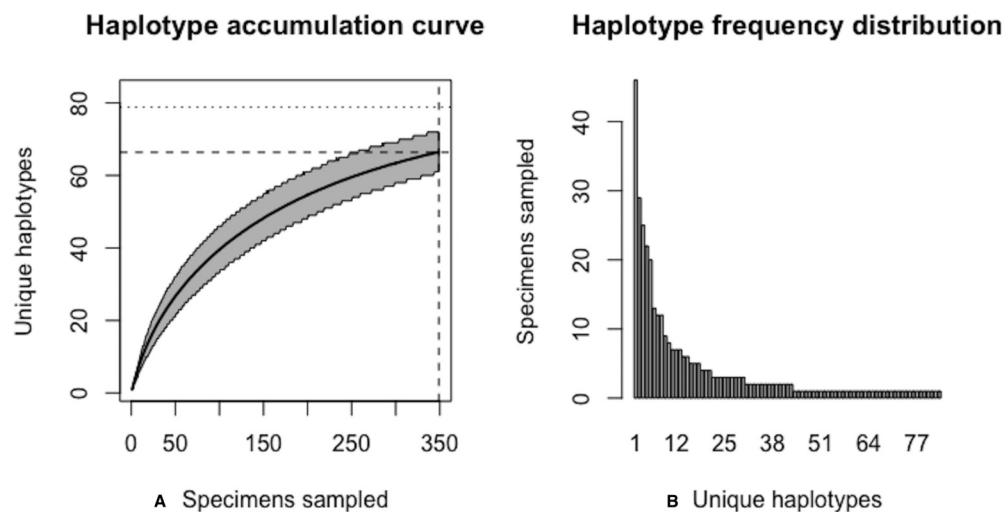 Haplotype accumulation curve
Unique haplotypes
80
60
40
20
0
0 50 150 250 350
A Specimens sampled
Haplotype frequency distribution
Specimens sampled
40
30
20
10
0
1 12 25 38 51 64 77
B Unique haplotypes